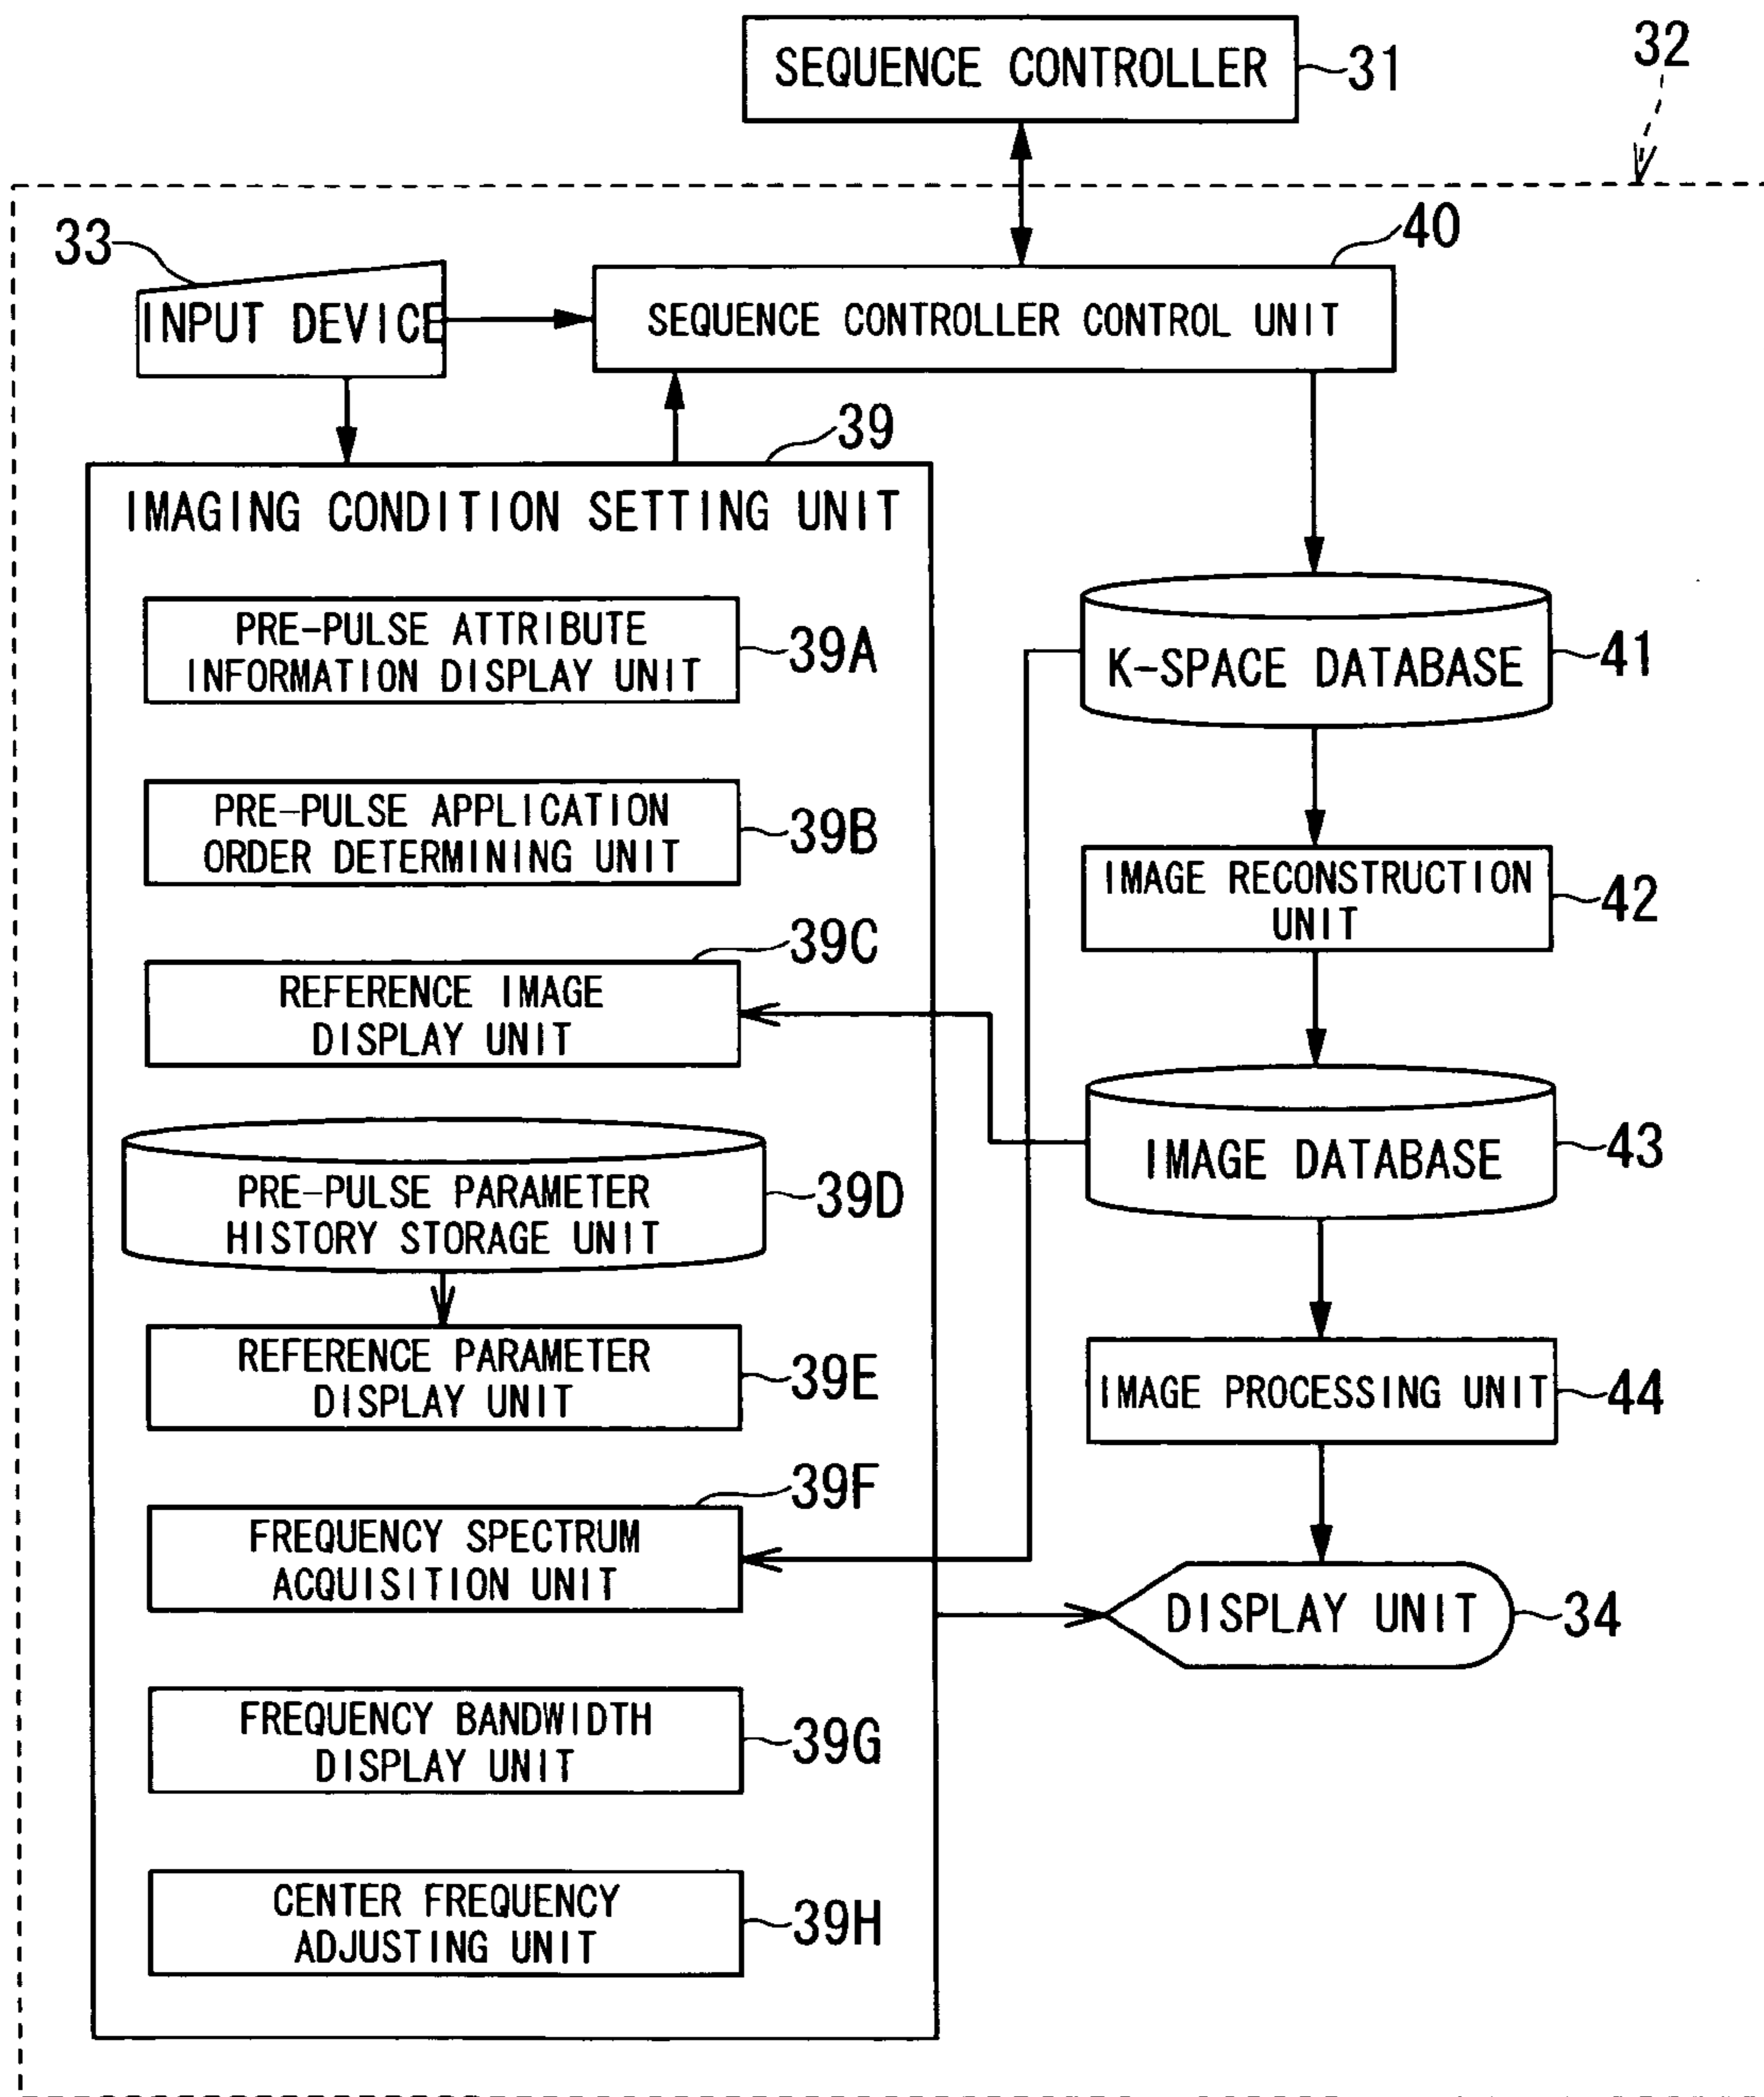 SEQUENCE CONTROLLER
31
32
33
INPUT DEVICE
40
SEQUENCE CONTROLLER CONTROL UNIT
39
IMAGING CONDITION SETTING UNIT
PRE-PULSE ATTRIBUTE
INFORMATION DISPLAY UNIT
39A
K-SPACE DATABASE
41
PRE-PULSE APPLICATION
ORDER DETERMINING UNIT
39B
IMAGE RECONSTRUCTION
UNIT
42
39C
REFERENCE IMAGE
DISPLAY UNIT
IMAGE DATABASE
43
PRE-PULSE PARAMETER
HISTORY STORAGE UNIT
39D
REFERENCE PARAMETER
DISPLAY UNIT
39E
IMAGE PROCESSING UNIT
44
39F
FREQUENCY SPECTRUM
ACQUISITION UNIT
DISPLAY UNIT
34
FREQUENCY BANDWIDTH
DISPLAY UNIT
39G
CENTER FREQUENCY
ADJUSTING UNIT
39H